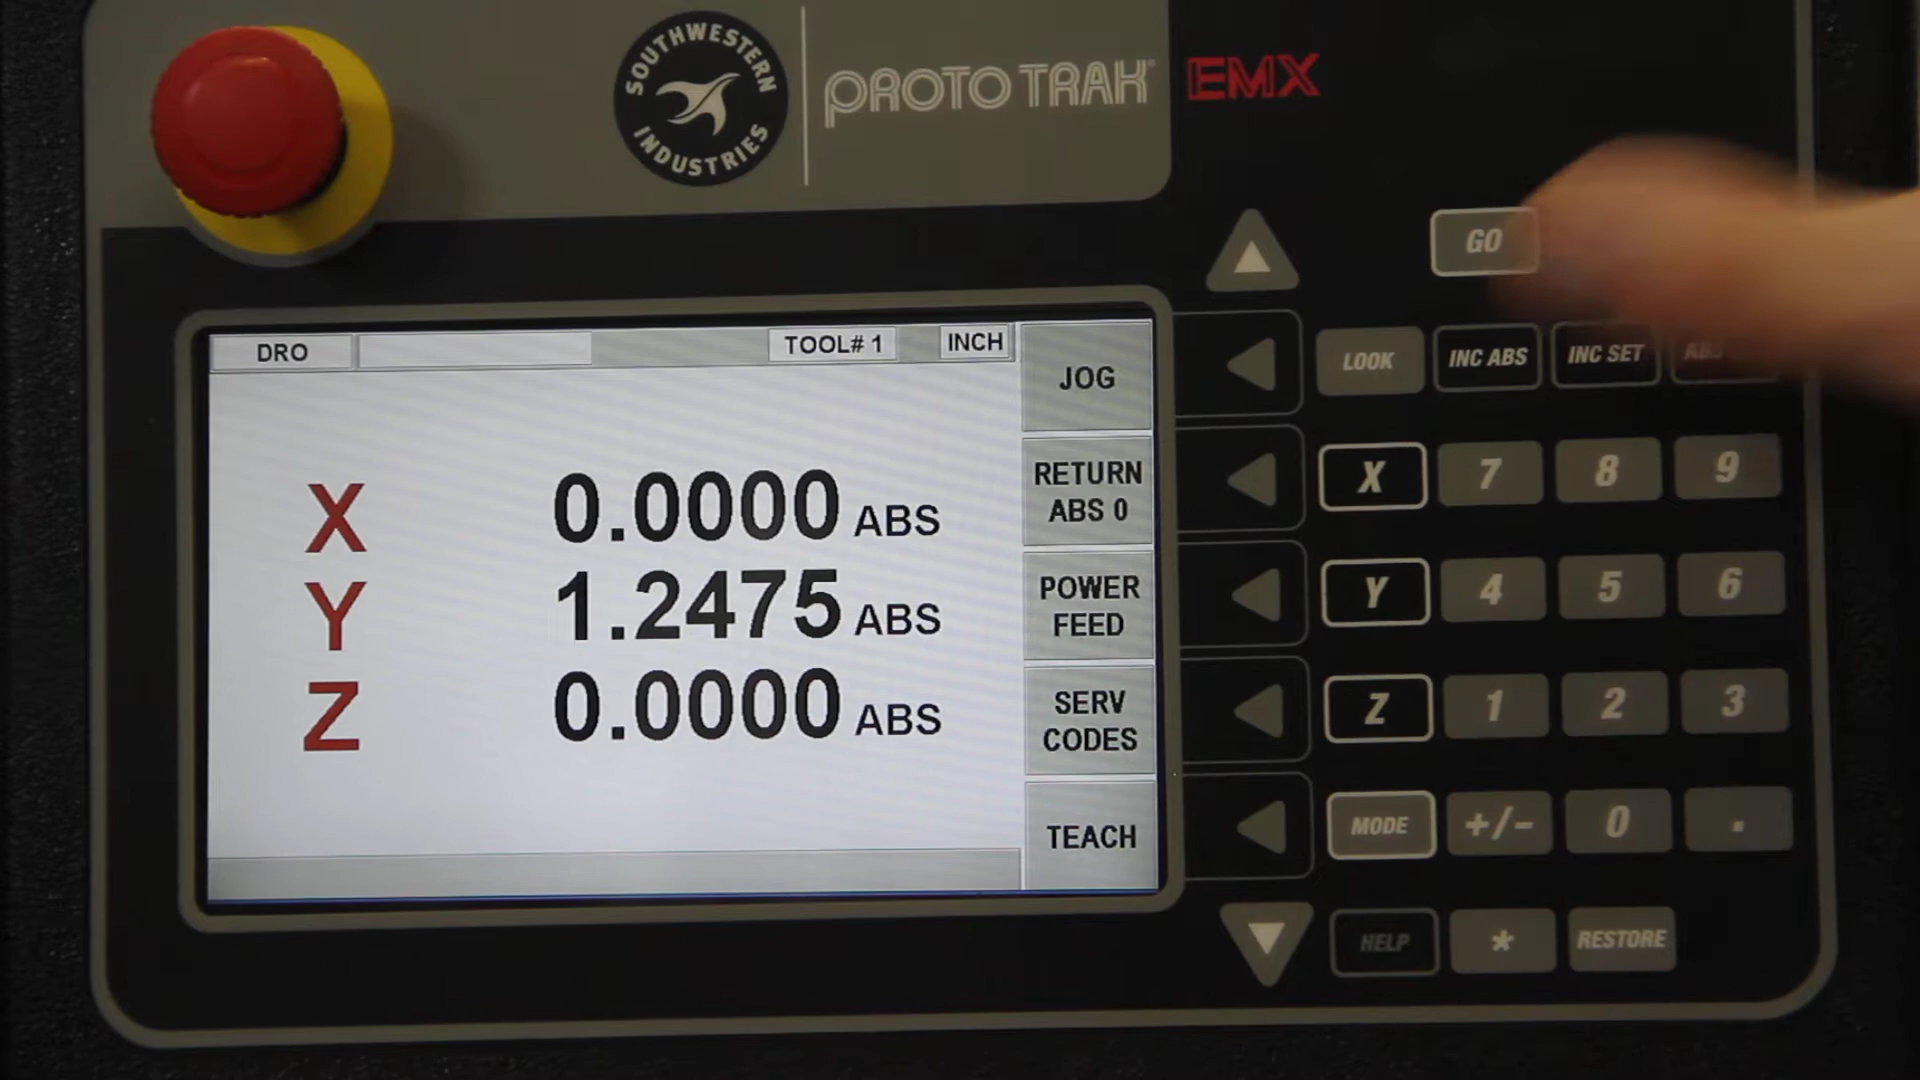 SOUTHWESTERN
INDUSTRIES
PROTO TRAK® EMX
GO
DRO
TOOL# 1
INCH
JOG
LOOK
INC ABS
INC SET
X 0.0000 ABS
RETURN
ABS 0
X 7 8 9
Y 1.2475 ABS
POWER
FEED
Y 4 5 6
Z 0.0000 ABS
SERV
CODES
Z 1 2 3
TEACH
MODE +/- 0 .
HELP * RESTORE